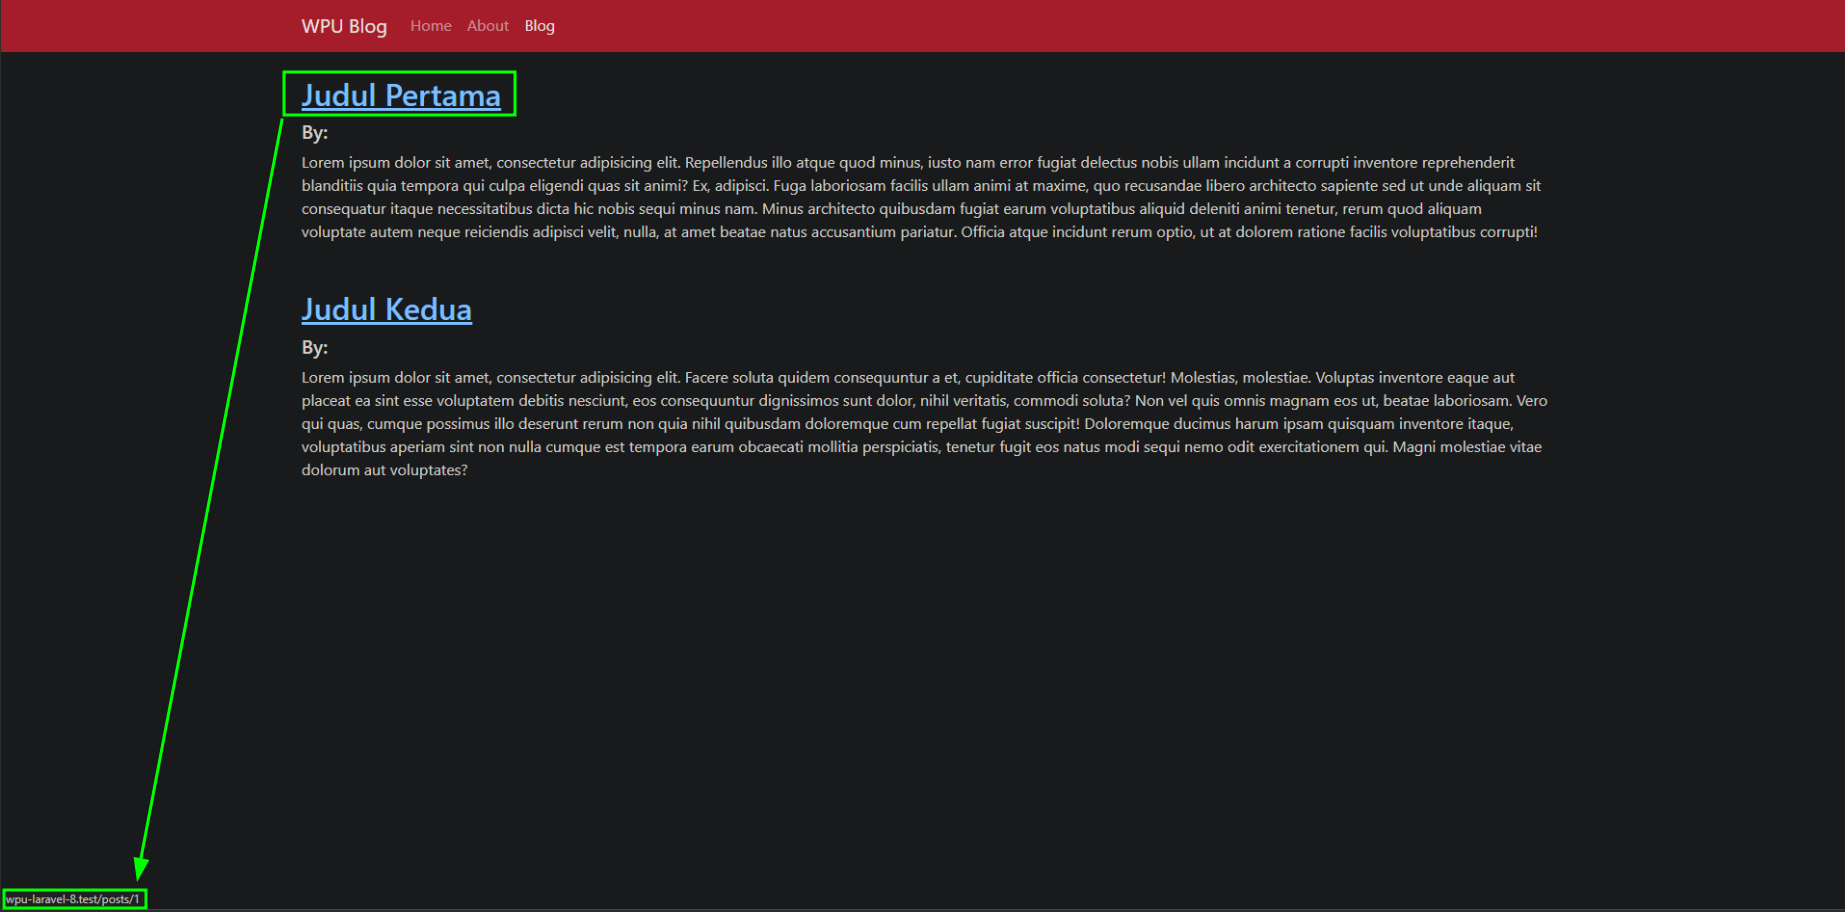 WPU Blog Home About Blog
Judul Pertama
By:
Lorem ipsum dolor sit amet, consectetur adipisicing elit. Repellendus illo atque quod minus, iusto nam error fugiat delectus nobis ullam incidunt a corrupti inventore reprehenderit
blanditiis quia tempora qui culpa eligendi quas sit animi? Ex, adipisci. Fuga laboriosam facilis ullam animi at maxime, quo recusandae libero architecto sapiente sed ut unde aliquam sit
consequatur itaque necessitatibus dicta hic nobis sequi minus nam. Minus architecto quibusdam fugiat earum voluptatibus aliquid deleniti animi tenetur, rerum quod aliquam
voluptate autem neque reiciendis adipisci velit, nulla, at amet beatae natus accusantium pariatur. Officia atque incidunt rerum optio, ut at dolorem ratione facilis voluptatibus corrupti!
Judul Kedua
By:
Lorem ipsum dolor sit amet, consectetur adipisicing elit. Facere soluta quidem consequuntur a et, cupiditate officia consectetur! Molestias, molestiae. Voluptas inventore eaque aut
placeat ea sint esse voluptatem debitis nesciunt, eos consequuntur dignissimos sunt dolor, nihil veritatis, commodi soluta? Non vel quis omnis magnam eos ut, beatae laboriosam. Vero
qui quas, cumque possimus illo deserunt rerum non quia nihil quibusdam doloremque cum repellat fugiat suscipit! Doloremque ducimus harum ipsam quisquam inventore itaque,
voluptatibus aperiam sint non nulla cumque est tempora earum obcaecati mollitia perspiciatis, tenetur fugit eos natus modi sequi nemo odit exercitationem qui. Magni molestiae vitae
dolorum aut voluptates?
wpu-laravel-8.test/posts/1